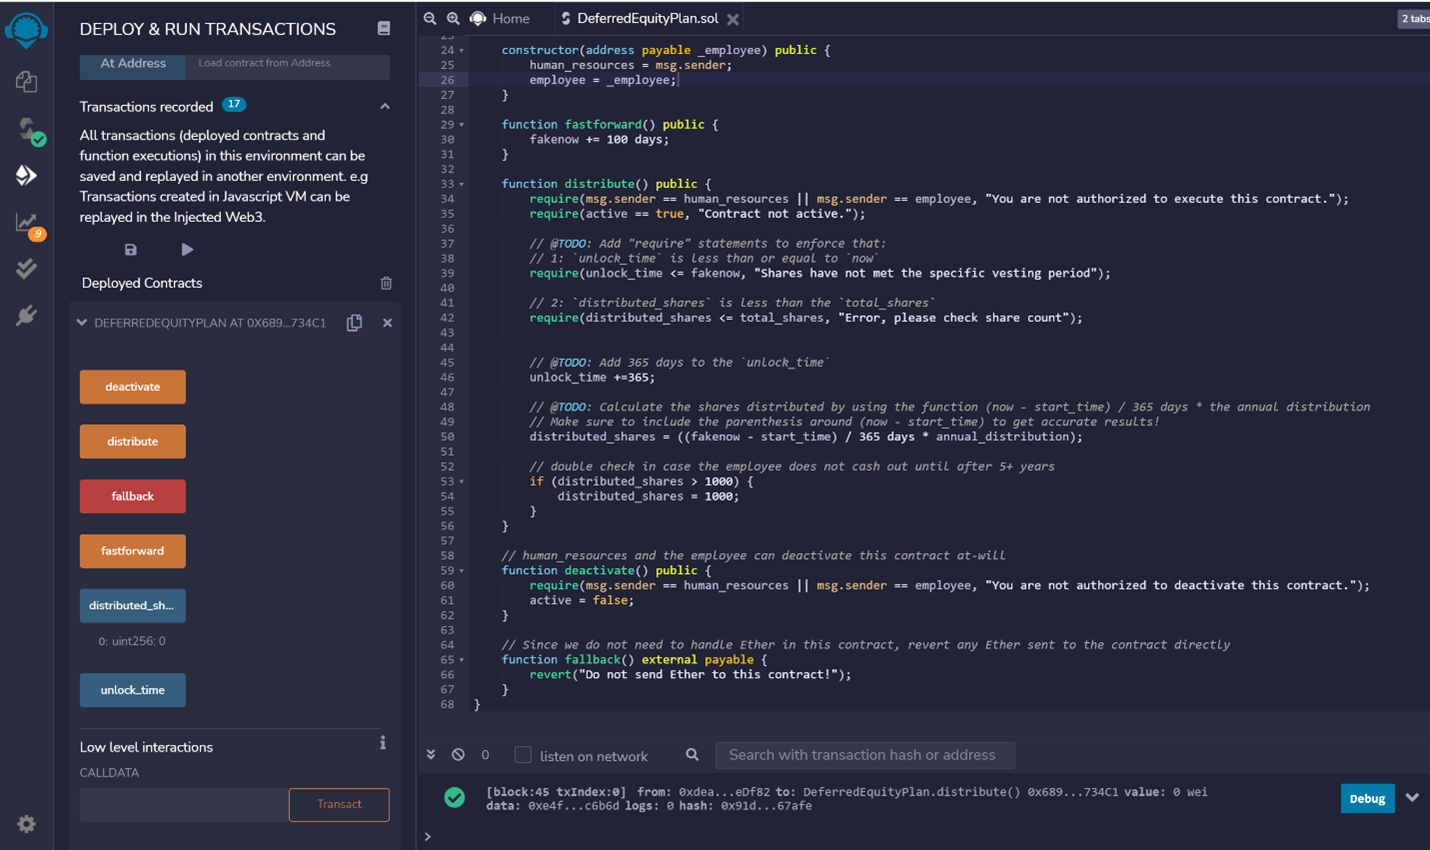 DEPLOY & RUN TRANSACTIONS
At Address
Load contract from Address
Transactions recorded 17
All transactions (deployed contracts and
function executions) in this environment can be
saved and replayed in another environment. e.g
Transactions created in Javascript VM can be
replayed in the Injected Web3.
9
Deployed Contracts
DEFERREDEQUITYPLAN AT 0X689...734C1
deactivate
distribute
fallback
fastforward
distributed_sh...
0: uint256: 0
unlock_time
Low level interactions
i
CALLDATA
Transact
Home
DeferredEquityPlan.sol
2 tabs
23
24 constructor(address payable _employee) public {
25 human_resources = msg.sender;
26 employee = _employee;
27 }
28
29 function fastforward() public {
30 fakenow += 100 days;
31 }
32
33 function distribute() public {
34 require(msg.sender == human_resources || msg.sender == employee, "You are not authorized to execute this contract.");
35 require(active == true, "Contract not active.");
36
37 // @TODO: Add "require" statements to enforce that:
38 // 1: `unlock_time` is less than or equal to `now`
39 require(unlock_time <= fakenow, "Shares have not met the specific vesting period");
40
41 // 2: `distributed_shares` is less than the `total_shares`
42 require(distributed_shares <= total_shares, "Error, please check share count");
43
44
45 // @TODO: Add 365 days to the `unlock_time`
46 unlock_time +=365;
47
48 // @TODO: Calculate the shares distributed by using the function (now - start_time) / 365 days * the annual distribution
49 // Make sure to include the parenthesis around (now - start_time) to get accurate results!
50 distributed_shares = ((fakenow - start_time) / 365 days * annual_distribution);
51
52 // double check in case the employee does not cash out until after 5+ years
53 if (distributed_shares > 1000) {
54 distributed_shares = 1000;
55 }
56 }
57
58 // human_resources and the employee can deactivate this contract at-will
59 function deactivate() public {
60 require(msg.sender == human_resources || msg.sender == employee, "You are not authorized to deactivate this contract.");
61 active = false;
62 }
63
64 // Since we do not need to handle Ether in this contract, revert any Ether sent to the contract directly
65 function fallback() external payable {
66 revert("Do not send Ether to this contract!");
67 }
68 }
0 listen on network Search with transaction hash or address
[block:45 txIndex:0] from: 0xdea...eDf82 to: DeferredEquityPlan.distribute() 0x689...734C1 value: 0 wei
data: 0xe4f...c6b6d logs: 0 hash: 0x91d...67afe
Debug
>